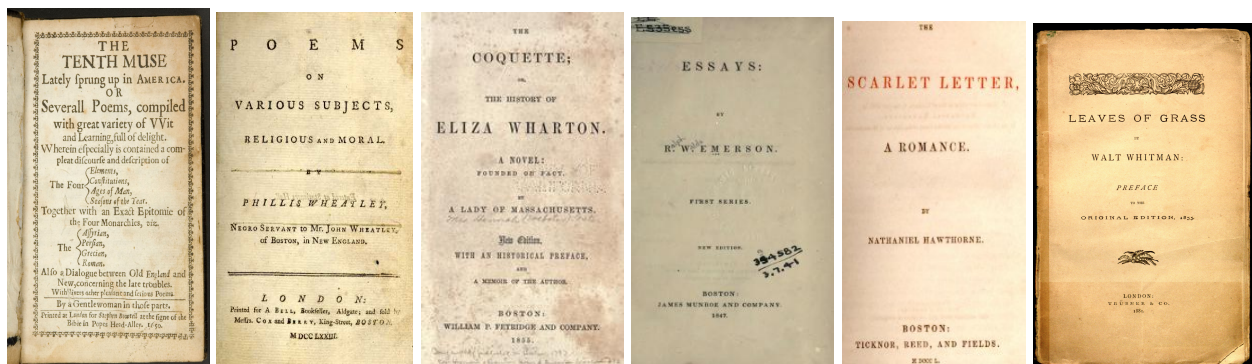 THE
TENTH MUSE
Lately sprung up in AMERICA.
OR
Severall Poems, compiled
with great variety of VVit
and Learning, full of delight.
Wherein especially is contained a com-
pleat discourse and description of
The Four
Elements,
Constitutions,
Ages of Man,
Seasons of the Year.
Together with an Exact Epitomie of
the Four Monarchies, viz.
The
Assyrian,
Persian,
Grecian,
Roman.
Also a Dialogue between Old England and
New, concerning the late troubles.
With divers other pleasant and serious Poems.
By a Gentlewoman in those parts.
Printed at London for Stephen Bowtell at the signe of the
Bible in Popes Head-Alley. 1650.
POEMS
ON
VARIOUS SUBJECTS,
RELIGIOUS AND MORAL.
BY
PHILLIS WHEATLEY,
NEGRO SERVANT to Mr. JOHN WHEATLEY,
of BOSTON, in NEW ENGLAND.
LONDON:
Printed for A BELL, Bookseller, Aldgate; and sold by
Messrs. COX and BERRY, King-Street, BOSTON.
MDCCLXXIII.
THE
COQUETTE;
OR,
THE HISTORY OF
ELIZA WHARTON.
A NOVEL:
FOUNDED ON FACT.
BY
A LADY OF MASSACHUSETTS.
New Edition.
WITH AN HISTORICAL PREFACE,
AND
A MEMOIR OF THE AUTHOR.
BOSTON:
WILLIAM P. FETRIDGE AND COMPANY.
1855.
ESSAYS:
BY
R. W. EMERSON.
FIRST SERIES.
NEW EDITION.
384582
3.7.41
BOSTON:
JAMES MUNROE AND COMPANY.
1847.
THE
SCARLET LETTER,
A ROMANCE.
BY
NATHANIEL HAWTHORNE.
BOSTON:
TICKNOR, REED, AND FIELDS.
M DCCC L.
LEAVES OF GRASS
BY
WALT WHITMAN:
PREFACE
TO THE
ORIGINAL EDITION, 1855.
LONDON:
TRÜBNER & CO.
1881.